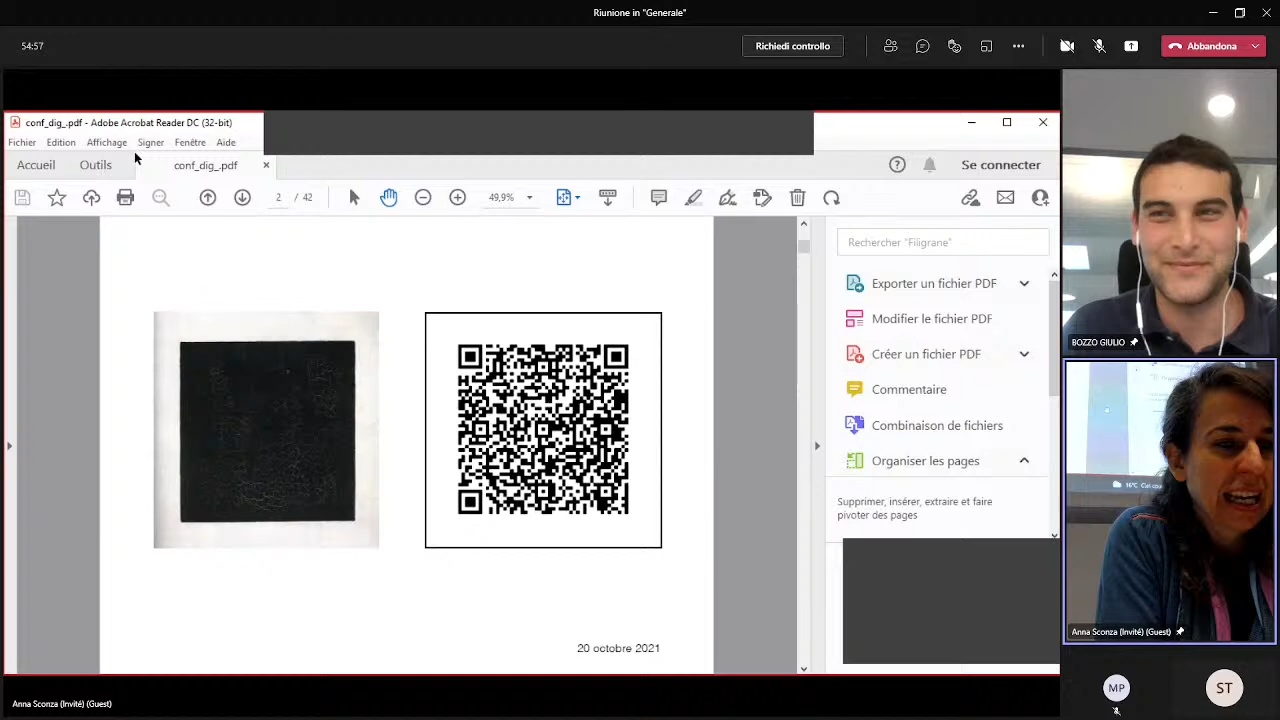 Riunione in "Generale"
54:57
Richiedi controllo
Abbandona
conf_dig_.pdf - Adobe Acrobat Reader DC (32-bit)
Fichier Edition Affichage Signer Fenêtre Aide
Accueil Outils conf_dig_.pdf × Se connecter
2 / 42 49,9%
Rechercher "Filigrane"
Exporter un fichier PDF
Modifier le fichier PDF
Créer un fichier PDF
Commentaire
Combinaison de fichiers
Organiser les pages
Supprimer, insérer, extraire et faire
pivoter des pages
20 octobre 2021
BOZZO GIULIO
16°C
Anna Sconza (Invité) (Guest)
MP
ST
Anna Sconza (Invité) (Guest)